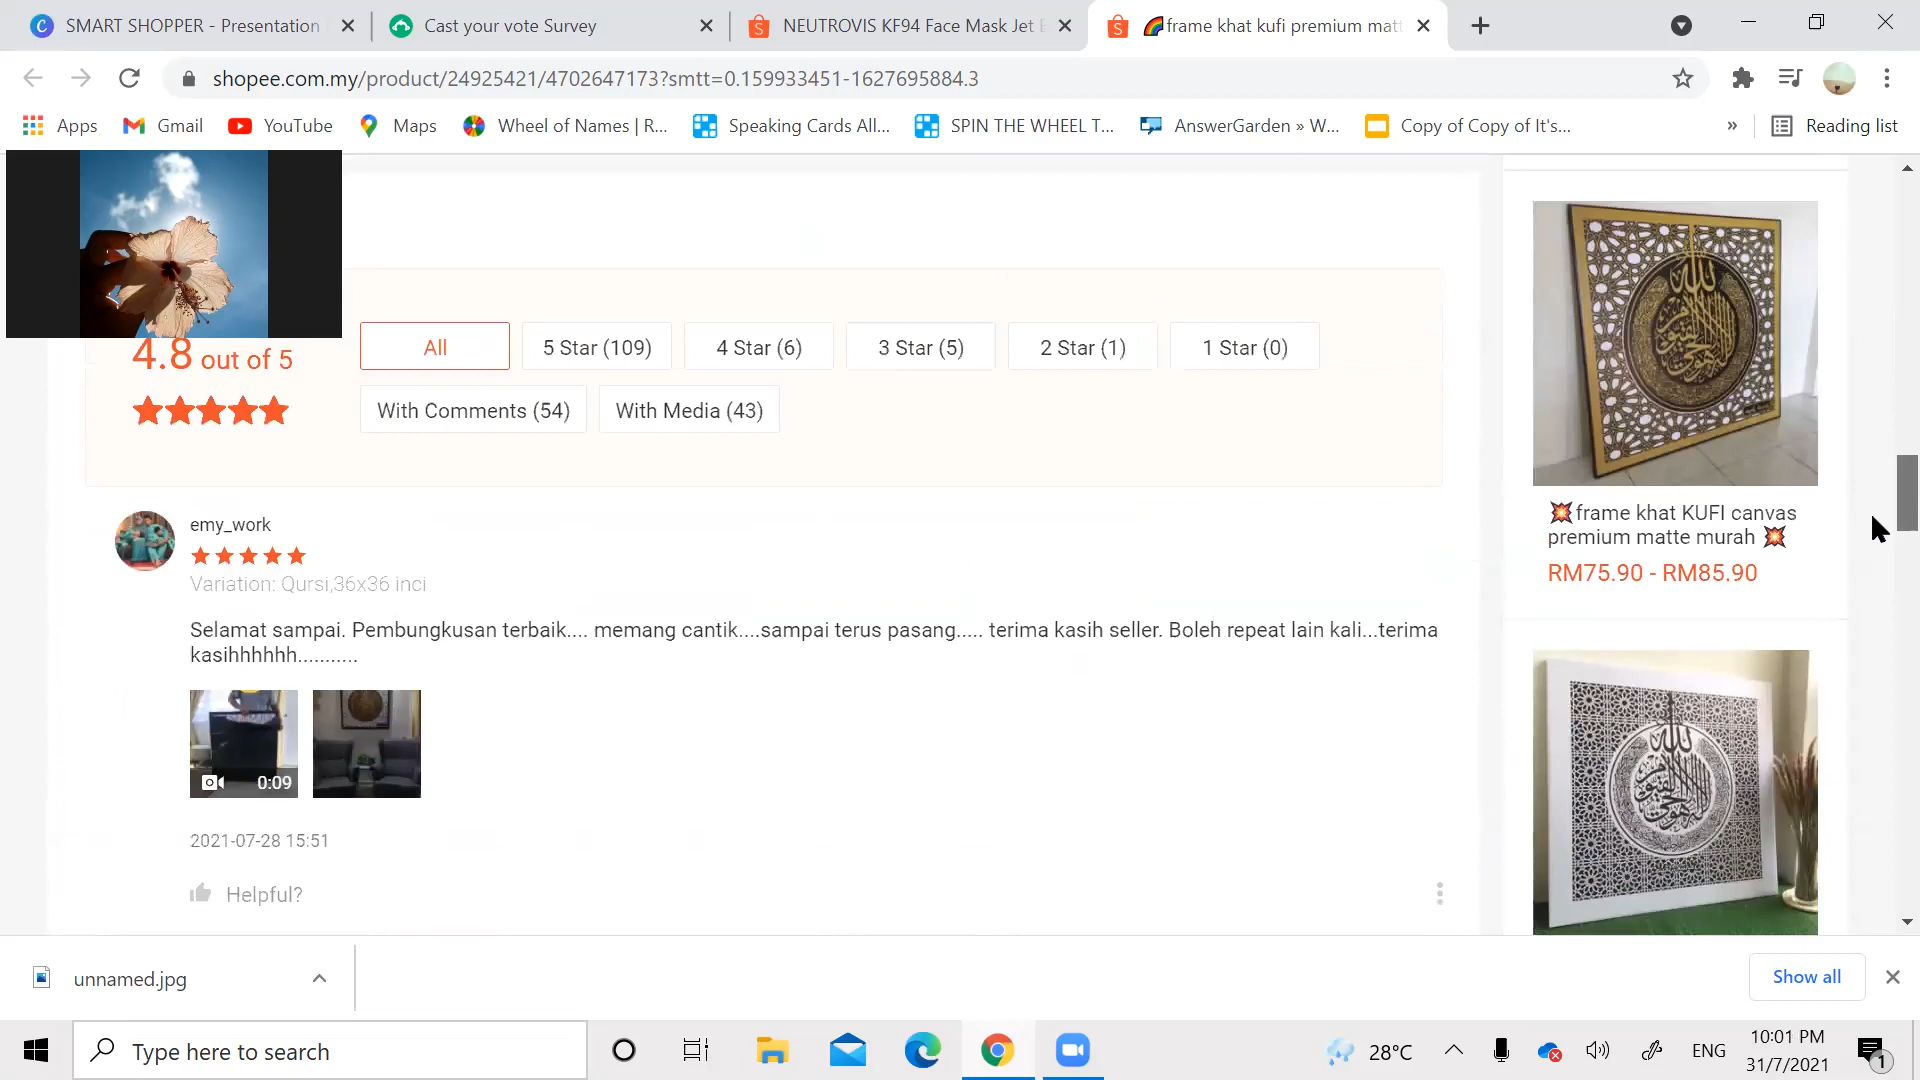 SMART SHOPPER - Presentation
Cast your vote Survey
NEUTROVIS KF94 Face Mask Jet B
frame khat kufi premium matt
shopee.com.my/product/24925421/4702647173?smtt=0.159933451-1627695884.3
Apps
Gmail
YouTube
Maps
Wheel of Names | R...
Speaking Cards All...
SPIN THE WHEEL T...
AnswerGarden » W...
Copy of Copy of It's...
»
Reading list
4.8 out of 5
All
5 Star (109)
4 Star (6)
3 Star (5)
2 Star (1)
1 Star (0)
With Comments (54)
With Media (43)
emy_work
Variation: Qursi,36x36 inci
Selamat sampai. Pembungkusan terbaik.... memang cantik....sampai terus pasang..... terima kasih seller. Boleh repeat lain kali...terima
kasihhhhhh...........
0:09
2021-07-28 15:51
Helpful?
frame khat KUFI canvas
premium matte murah
RM75.90 - RM85.90
unnamed.jpg
Show all
Type here to search
28°C
ENG
10:01 PM
31/7/2021
1